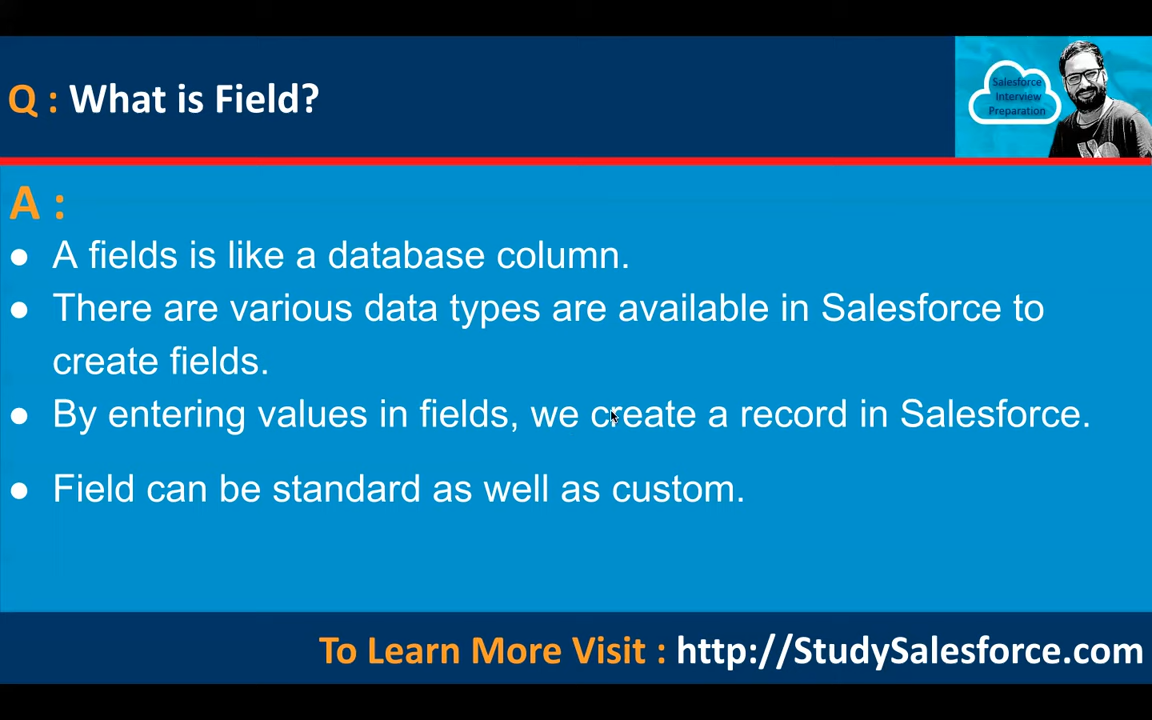 Q : What is Field?
Salesforce
Interview
Preparation
A :
● A fields is like a database column.
● There are various data types are available in Salesforce to
create fields.
● By entering values in fields, we create a record in Salesforce.
● Field can be standard as well as custom.
To Learn More Visit : http://StudySalesforce.com